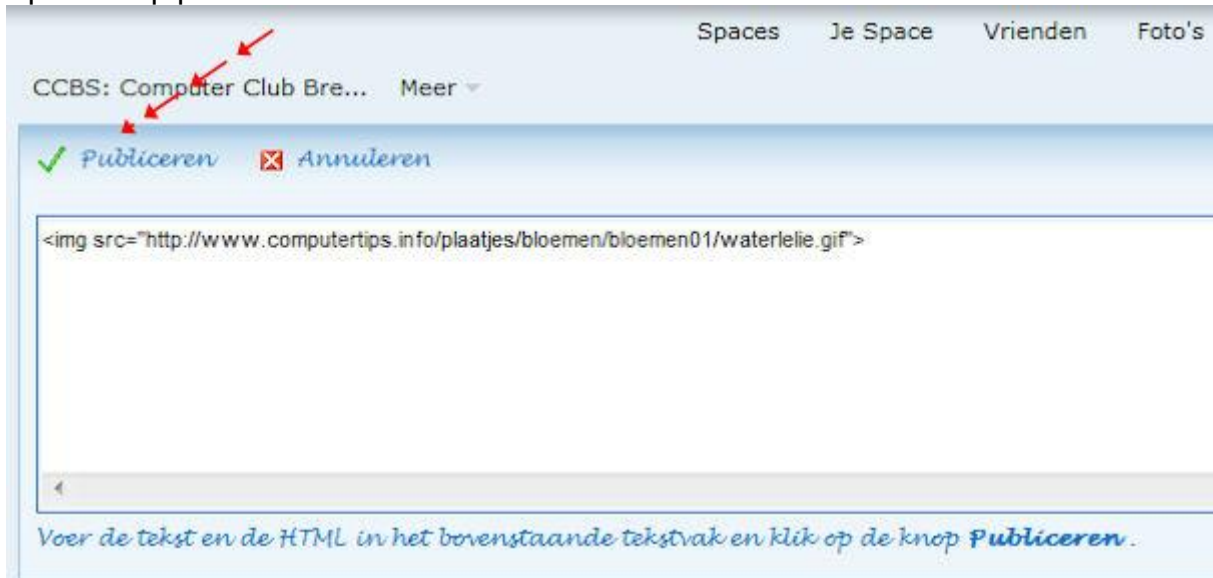 Spaces Je Space Vrienden Foto's
CCBS: Computer Club Bre... Meer
Publiceren Annuleren
<img src="http://www.computertips.info/plaatjes/bloemen/bloemen01/waterlelie.gif">
Voer de tekst en de HTML in het bovenstaande tekstvak en klik op de knop Publiceren.